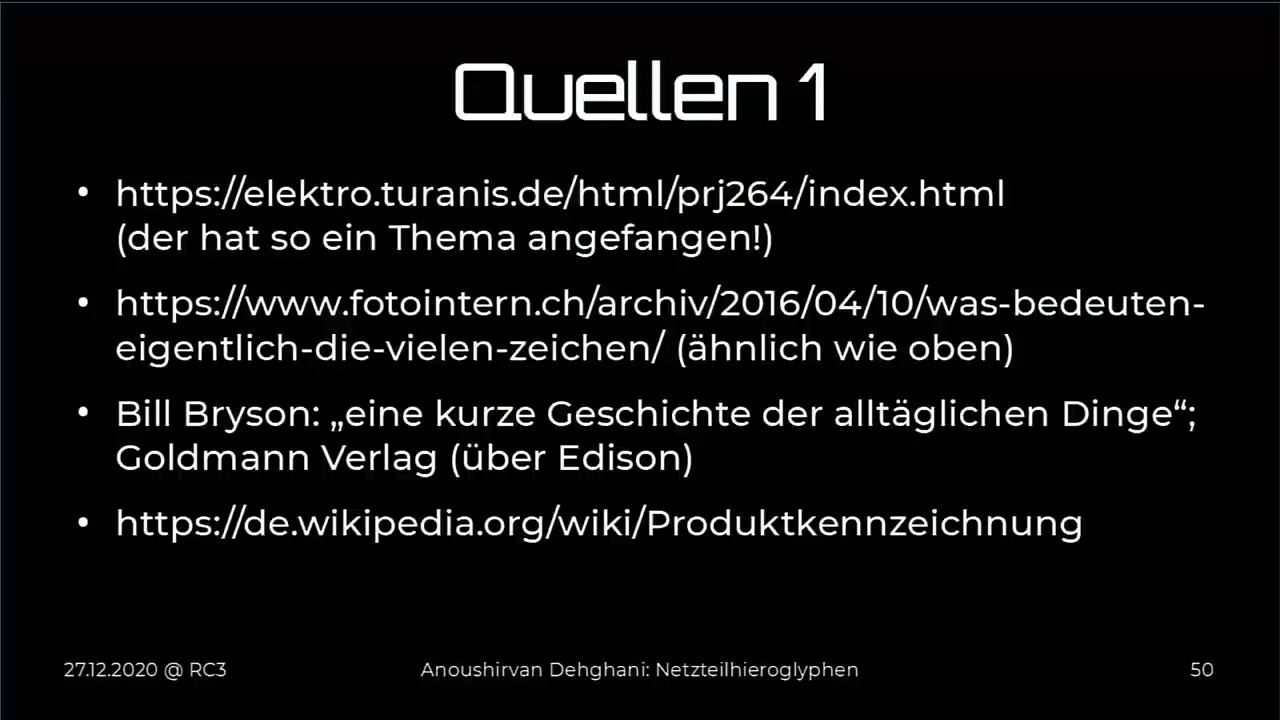 Quellen 1
• https://elektro.turanis.de/html/prj264/index.html
(der hat so ein Thema angefangen!)
• https://www.fotointern.ch/archiv/2016/04/10/was-bedeuten-
eigentlich-die-vielen-zeichen/ (ähnlich wie oben)
• Bill Bryson: „eine kurze Geschichte der alltäglichen Dinge“;
Goldmann Verlag (über Edison)
• https://de.wikipedia.org/wiki/Produktkennzeichnung
27.12.2020 @ RC3 Anoushirvan Dehghani: Netzteilhieroglyphen 50